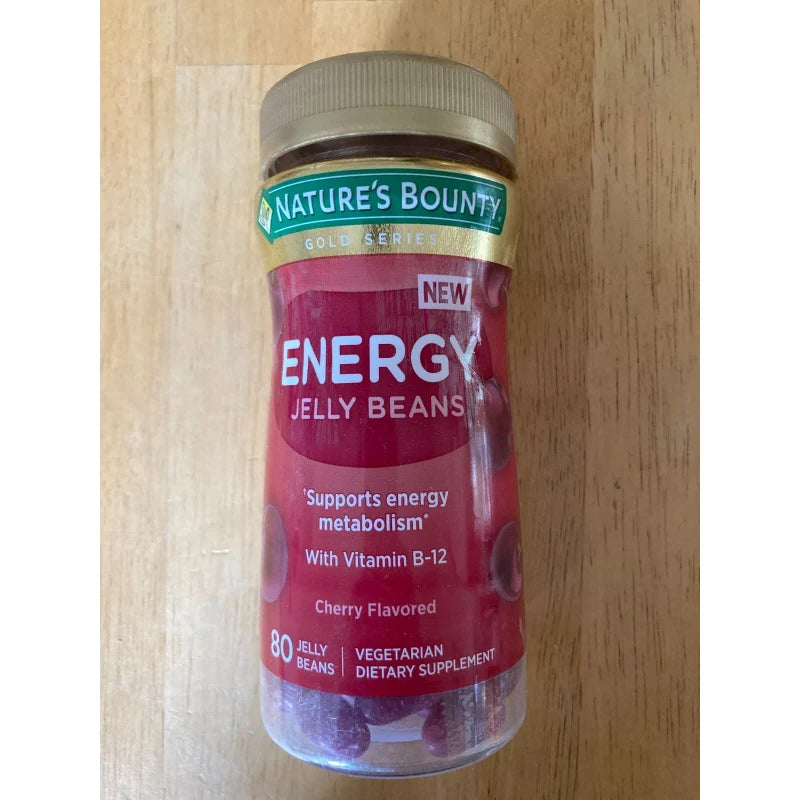 NATURE'S BOUNTY®
GOLD SERIES
NEW
ENERGY
JELLY BEANS
†Supports energy
metabolism*
With Vitamin B-12
Cherry Flavored
80 JELLY
BEANS
VEGETARIAN
DIETARY SUPPLEMENT